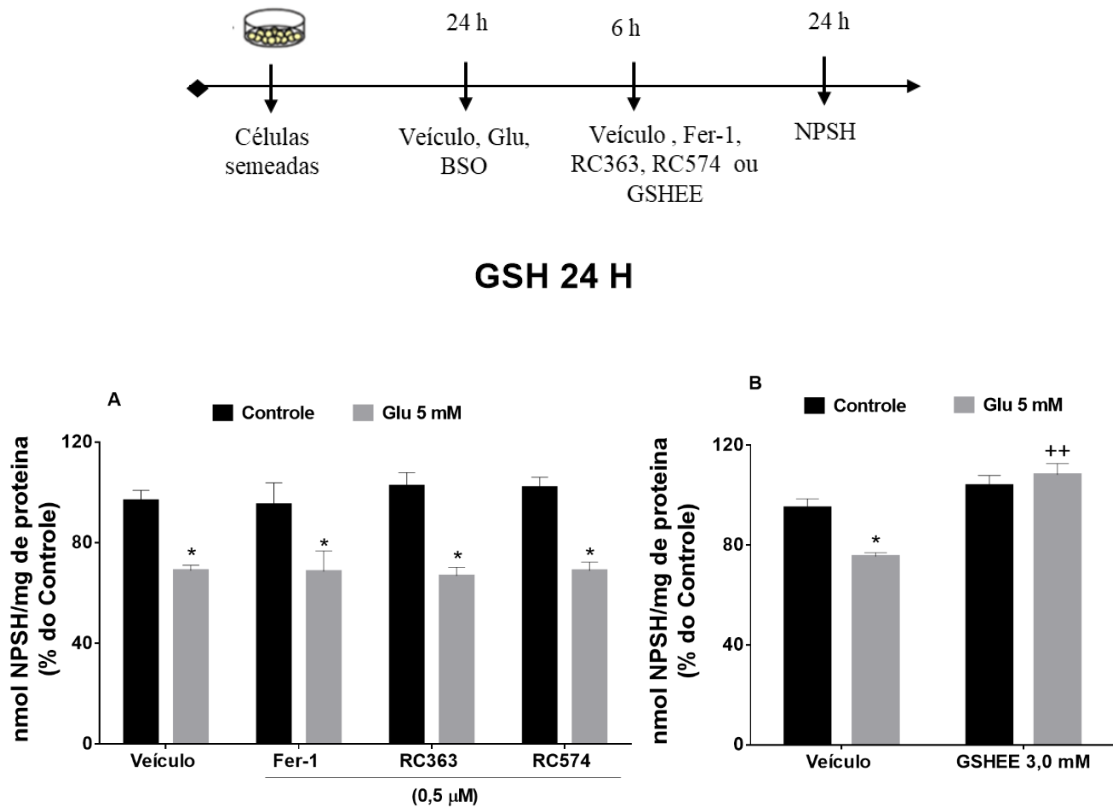 24 h
6 h
24 h
Células
semeadas
Veículo, Glu,
BSO
Veículo , Fer-1,
RC363, RC574 ou
GSHEE
NPSH
GSH 24 H
A
Controle
Glu 5 mM
nmol NPSH/mg de proteina
(% do Controle)
120
80
40
0
*
*
*
*
Veículo
Fer-1
RC363
RC574
(0,5 μM)
B
Controle
Glu 5 mM
nmol NPSH/mg de proteina
(% do Controle)
120
80
40
0
*
++
Veículo
GSHEE 3,0 mM